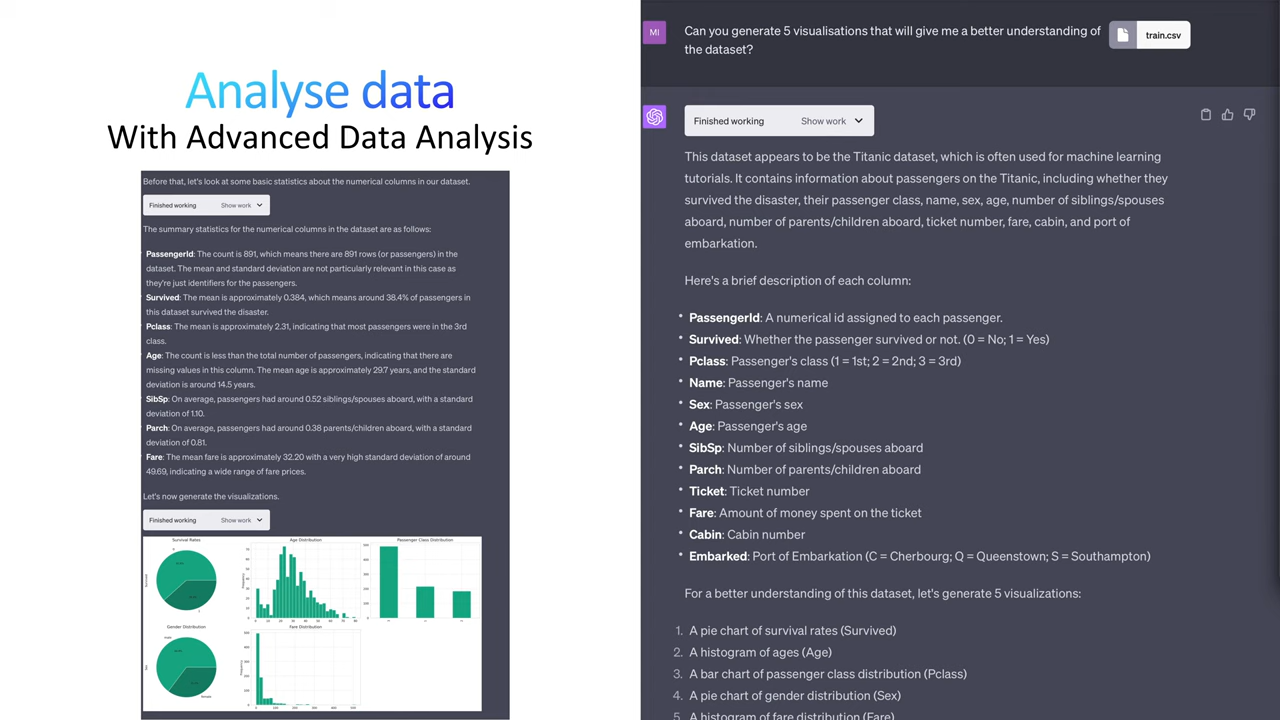 Analyse data
With Advanced Data Analysis
Before that, let's look at some basic statistics about the numerical columns in our dataset.
Finished working Show work
The summary statistics for the numerical columns in the dataset are as follows:
PassengerId: The count is 891, which means there are 891 rows (or passengers) in the
dataset. The mean and standard deviation are not particularly relevant in this case as
they're just identifiers for the passengers.
Survived: The mean is approximately 0.384, which means around 38.4% of passengers in
this dataset survived the disaster.
Pclass: The mean is approximately 2.31, indicating that most passengers were in the 3rd
class.
Age: The count is less than the total number of passengers, indicating that there are
missing values in this column. The mean age is approximately 29.7 years, and the standard
deviation is around 14.5 years.
SibSp: On average, passengers had around 0.52 siblings/spouses aboard, with a standard
deviation of 1.10.
Parch: On average, passengers had around 0.38 parents/children aboard, with a standard
deviation of 0.81.
Fare: The mean fare is approximately 32.20 with a very high standard deviation of around
49.69, indicating a wide range of fare prices.
Let's now generate the visualizations.
Finished working Show work
Survival Rates
Age Distribution
Passenger Class Distribution
Gender Distribution
Fare Distribution
MI
Can you generate 5 visualisations that will give me a better understanding of
the dataset?
train.csv
Finished working Show work
This dataset appears to be the Titanic dataset, which is often used for machine learning
tutorials. It contains information about passengers on the Titanic, including whether they
survived the disaster, their passenger class, name, sex, age, number of siblings/spouses
aboard, number of parents/children aboard, ticket number, fare, cabin, and port of
embarkation.
Here's a brief description of each column:
• PassengerId: A numerical id assigned to each passenger.
• Survived: Whether the passenger survived or not. (0 = No; 1 = Yes)
• Pclass: Passenger's class (1 = 1st; 2 = 2nd; 3 = 3rd)
• Name: Passenger's name
• Sex: Passenger's sex
• Age: Passenger's age
• SibSp: Number of siblings/spouses aboard
• Parch: Number of parents/children aboard
• Ticket: Ticket number
• Fare: Amount of money spent on the ticket
• Cabin: Cabin number
• Embarked: Port of Embarkation (C = Cherbourg; Q = Queenstown; S = Southampton)
For a better understanding of this dataset, let's generate 5 visualizations:
1. A pie chart of survival rates (Survived)
2. A histogram of ages (Age)
3. A bar chart of passenger class distribution (Pclass)
4. A pie chart of gender distribution (Sex)
5. A histogram of fare distribution (Fare)